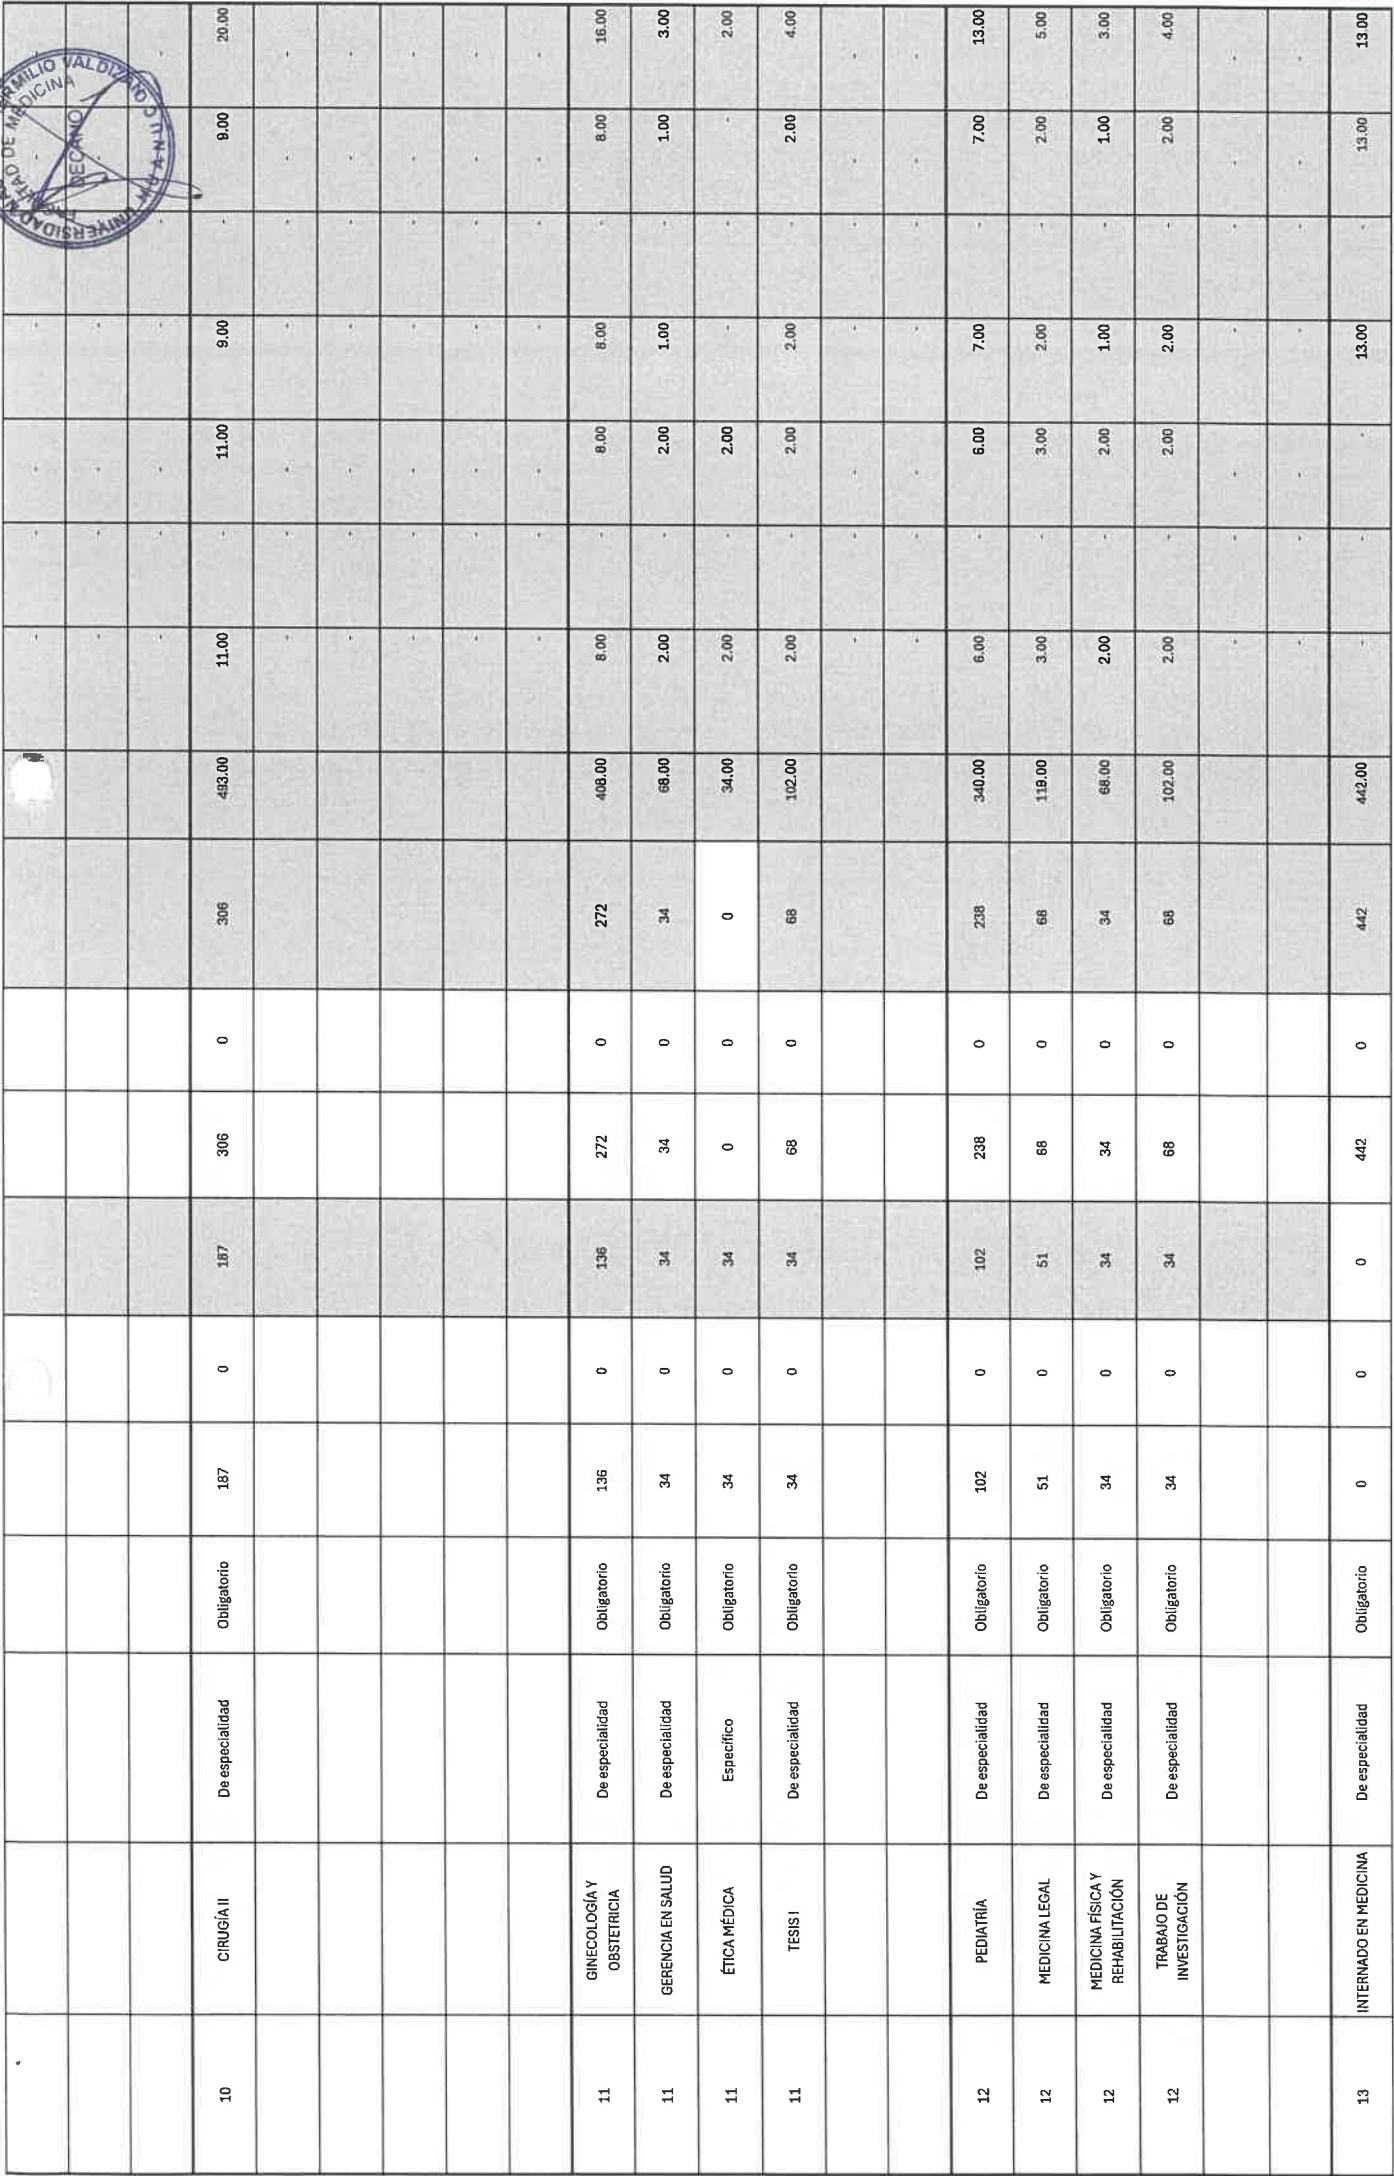 - - - - - -
- - - - - -
- - - - - -
10 CIRUGÍA II De especialidad Obligatorio 187 0 187 306 0 306 493.00 11.00 - 11.00 9.00 - 9.00 20.00
- - - - - - -
- - - - - - -
- - - - - - -
- - - - - - -
- - - - - - -
11 GINECOLOGÍA Y OBSTETRICIA De especialidad Obligatorio 136 0 136 272 0 272 408.00 8.00 - 8.00 8.00 - 8.00 16.00
11 GERENCIA EN SALUD De especialidad Obligatorio 34 0 34 34 0 34 68.00 2.00 - 2.00 1.00 - 1.00 3.00
11 ÉTICA MÉDICA Específico Obligatorio 34 0 34 0 0 0 34.00 2.00 - 2.00 - - - 2.00
11 TESIS I De especialidad Obligatorio 34 0 34 68 0 68 102.00 2.00 - 2.00 2.00 - 2.00 4.00
- - - - - - -
- - - - - - -
12 PEDIATRÍA De especialidad Obligatorio 102 0 102 238 0 238 340.00 6.00 - 6.00 7.00 - 7.00 13.00
12 MEDICINA LEGAL De especialidad Obligatorio 51 0 51 68 0 68 119.00 3.00 - 3.00 2.00 - 2.00 5.00
12 MEDICINA FÍSICA Y REHABILITACIÓN De especialidad Obligatorio 34 0 34 34 0 34 68.00 2.00 - 2.00 1.00 - 1.00 3.00
12 TRABAJO DE INVESTIGACIÓN De especialidad Obligatorio 34 0 34 68 0 68 102.00 2.00 - 2.00 2.00 - 2.00 4.00
- - - - - - -
- - - - - - -
13 INTERNADO EN MEDICINA De especialidad Obligatorio 0 0 0 442 0 442 442.00 - - - 13.00 - 13.00 13.00
RMILIO VALDIZAN
DE MEDICINA
DECANO
HUANUCO
UNIVERSIDAD